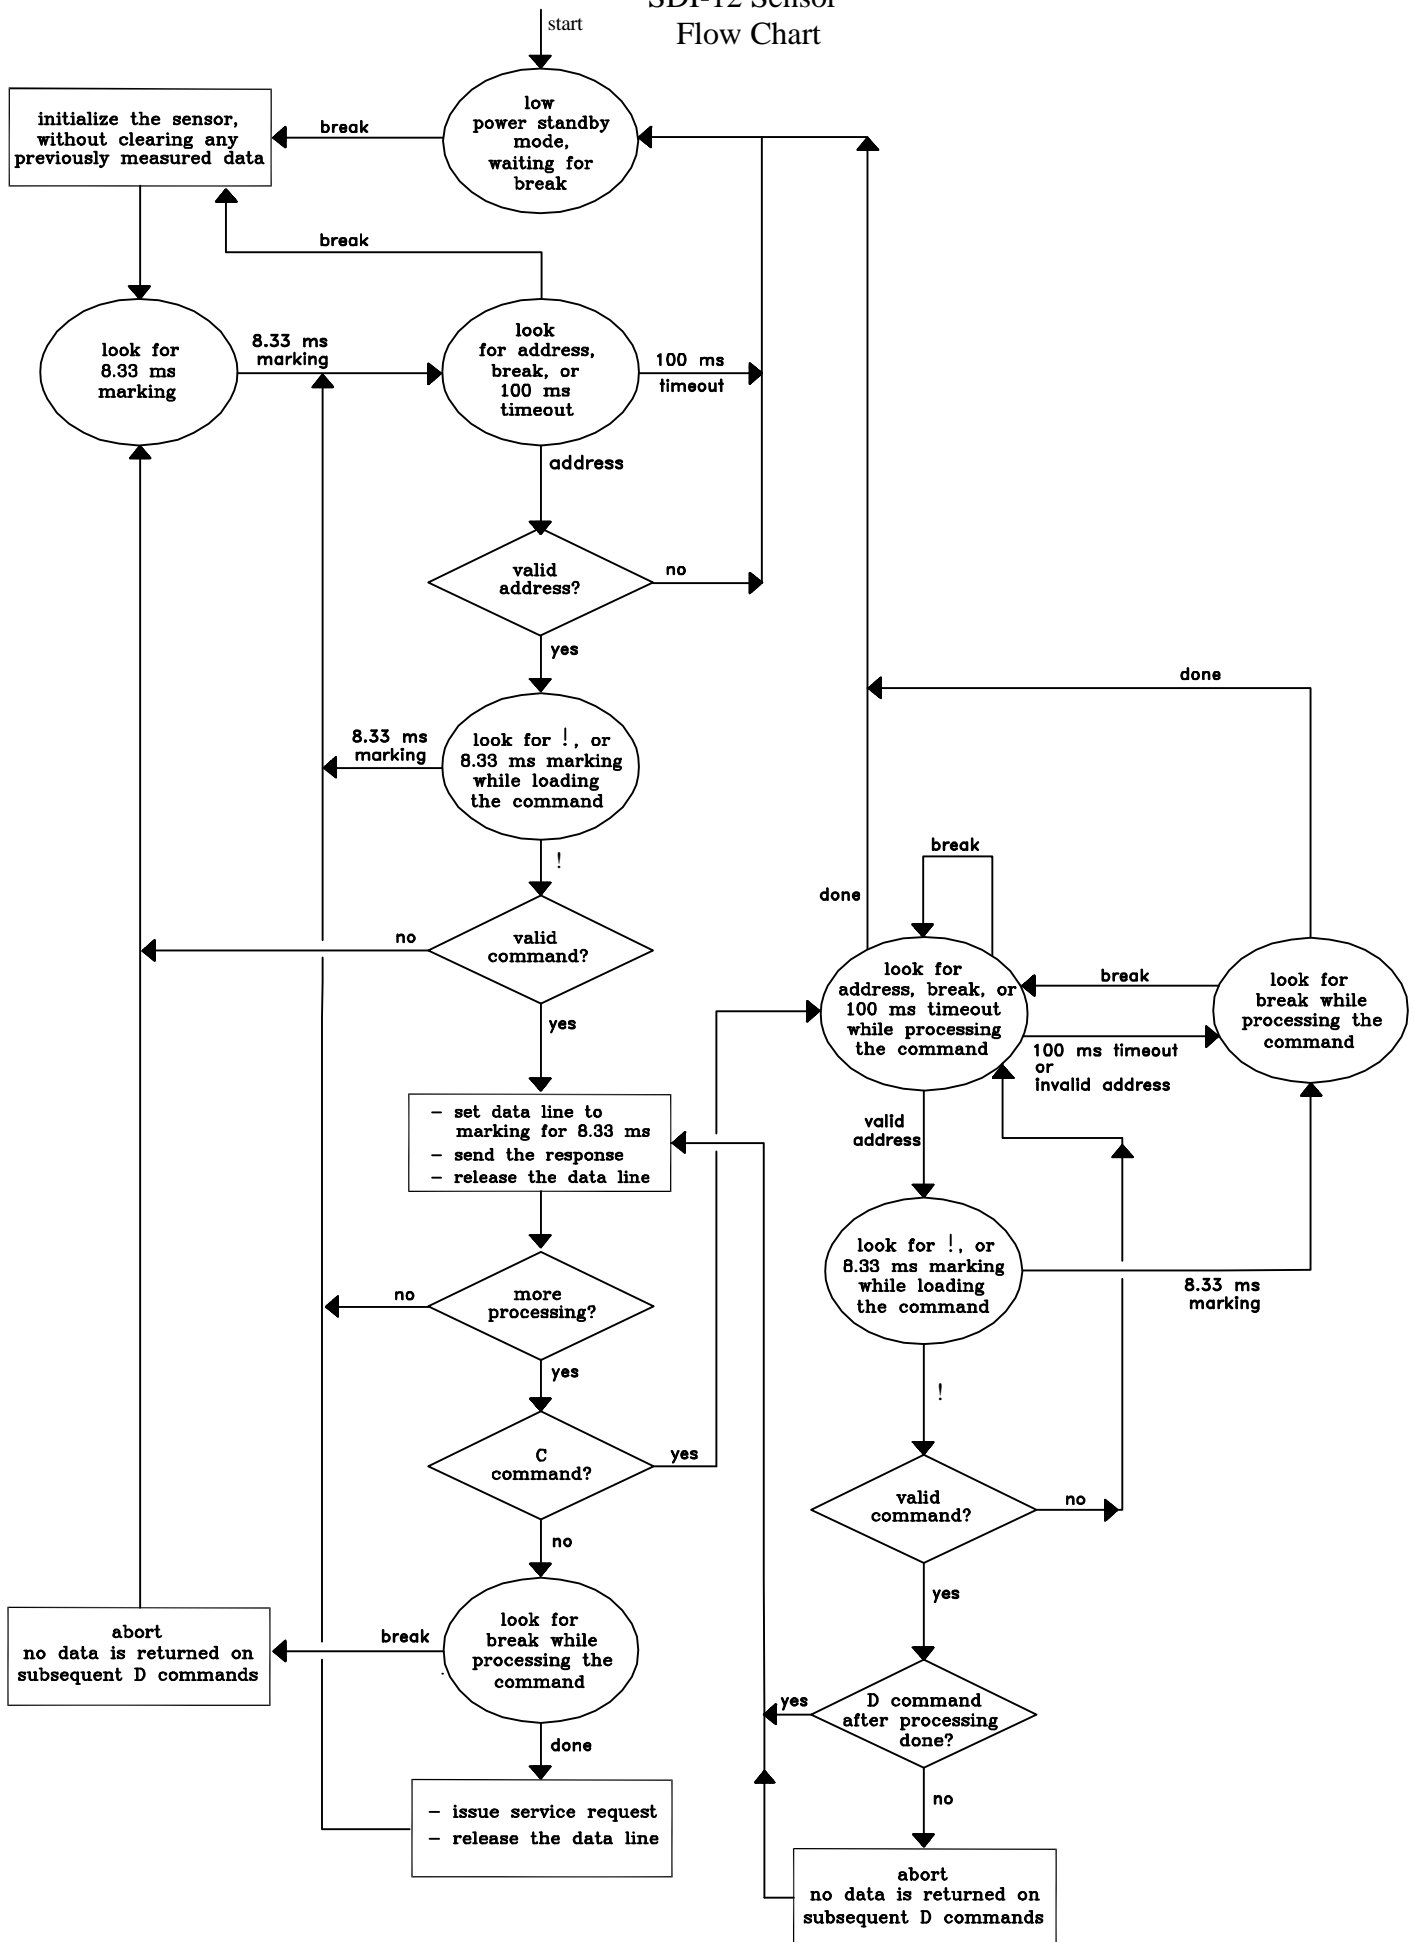 SDI-12 Sensor
Flow Chart
start
low
power standby
mode,
waiting for
break
break
initialize the sensor,
without clearing any
previously measured data
break
look for
8.33 ms
marking
8.33 ms
marking
look
for address,
break, or
100 ms
timeout
100 ms
timeout
address
valid
address?
no
yes
done
8.33 ms
marking
look for !, or
8.33 ms marking
while loading
the command
!
break
done
no
valid
command?
yes
look for
address, break, or
100 ms timeout
while processing
the command
break
look for
break while
processing the
command
100 ms timeout
or
invalid address
- set data line to
marking for 8.33 ms
- send the response
- release the data line
valid
address
look for !, or
8.33 ms marking
while loading
the command
8.33 ms
marking
no
more
processing?
yes
!
C
command?
yes
no
valid
command?
no
yes
abort
no data is returned on
subsequent D commands
break
look for
break while
processing the
command
done
yes
D command
after processing
done?
no
- issue service request
- release the data line
abort
no data is returned on
subsequent D commands